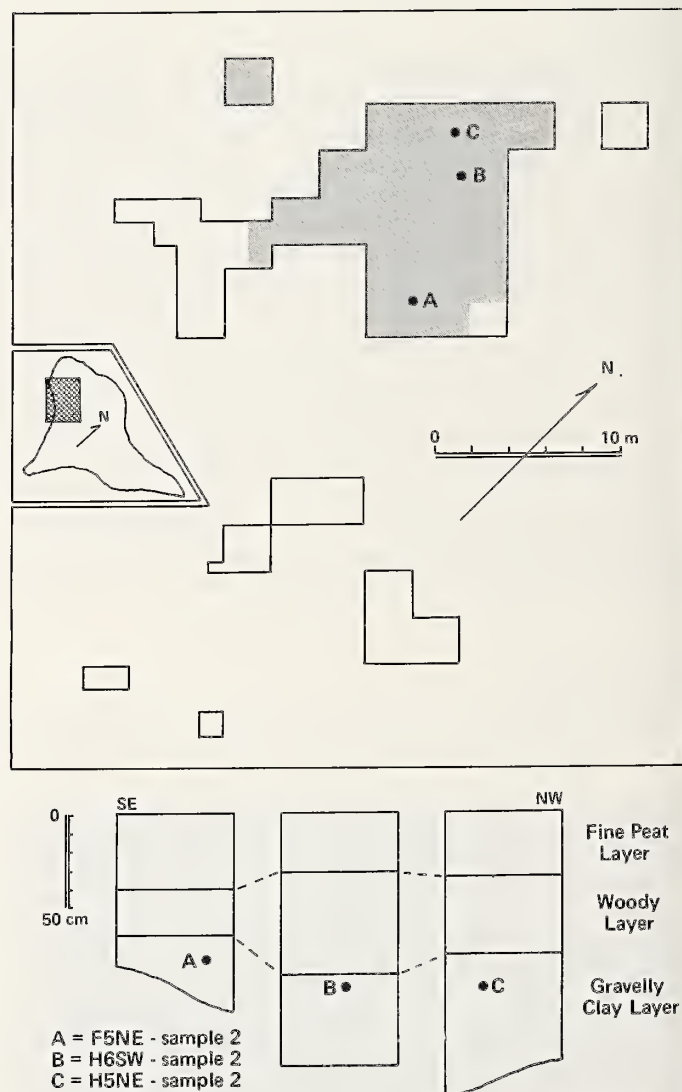 C
B
A
N
N.
0 10 m
SE NW
0
50 cm
Fine Peat
Layer
Woody
Layer
Gravelly
Clay Layer
A
B
C
A = F5NE - sample 2
B = H6SW - sample 2
C = H5NE - sample 2